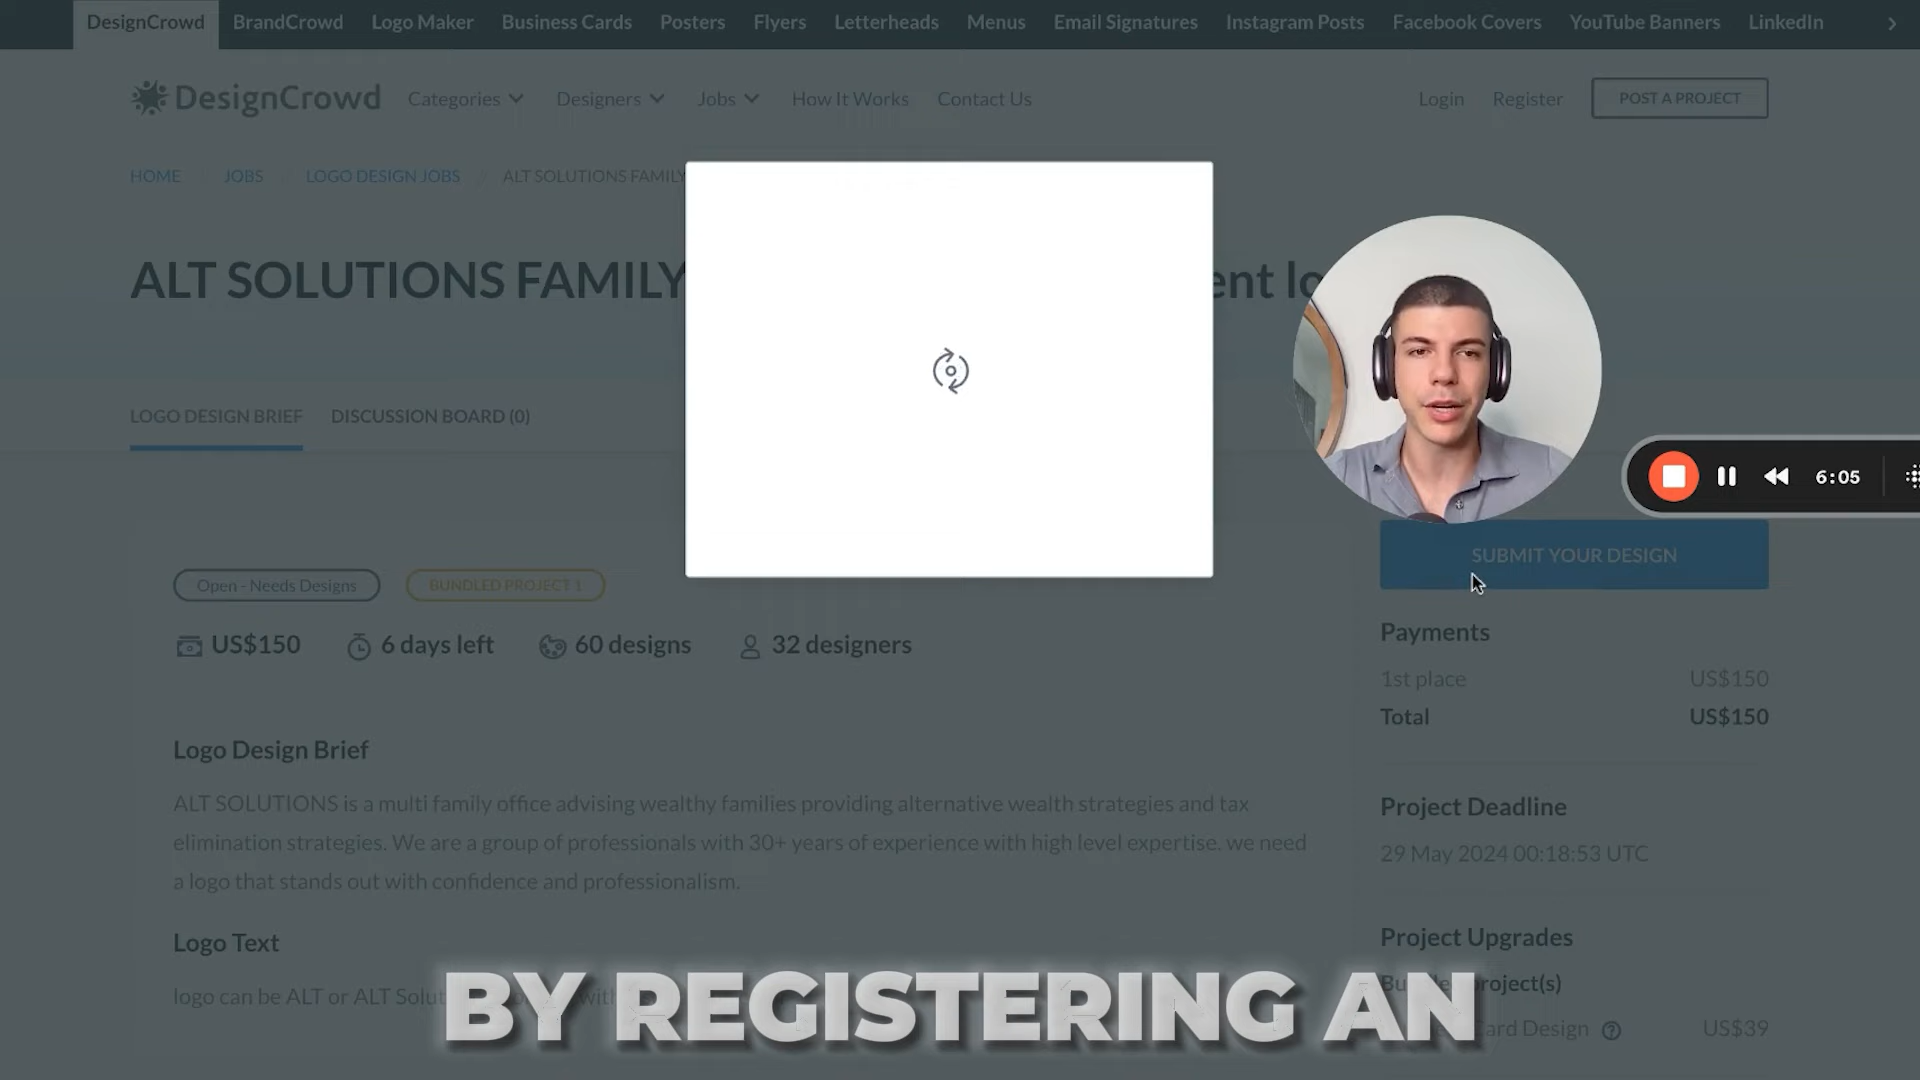 DesignCrowd BrandCrowd Logo Maker Business Cards Posters Flyers Letterheads Menus Email Signatures Instagram Posts Facebook Covers YouTube Banners LinkedIn
DesignCrowd Categories Designers Jobs How It Works Contact Us Login Register POST A PROJECT
HOME / JOBS / LOGO DESIGN JOBS / ALT SOLUTIONS FAMILY
ALT SOLUTIONS FAMILY
LOGO DESIGN BRIEF DISCUSSION BOARD (0)
6:05
SUBMIT YOUR DESIGN
Open - Needs Designs BUNDLED PROJECT 1
US$150 6 days left 60 designs 32 designers
Payments
1st place US$150
Total US$150
Logo Design Brief
ALT SOLUTIONS is a multi family office advising wealthy families providing alternative wealth strategies and tax
elimination strategies. We are a group of professionals with 30+ years of experience with high level expertise. we need
a logo that stands out with confidence and professionalism.
Project Deadline
29 May 2024 00:18:53 UTC
Logo Text
logo can be ALT or ALT
Project Upgrades
project(s)
Design US$39
BY REGISTERING AN